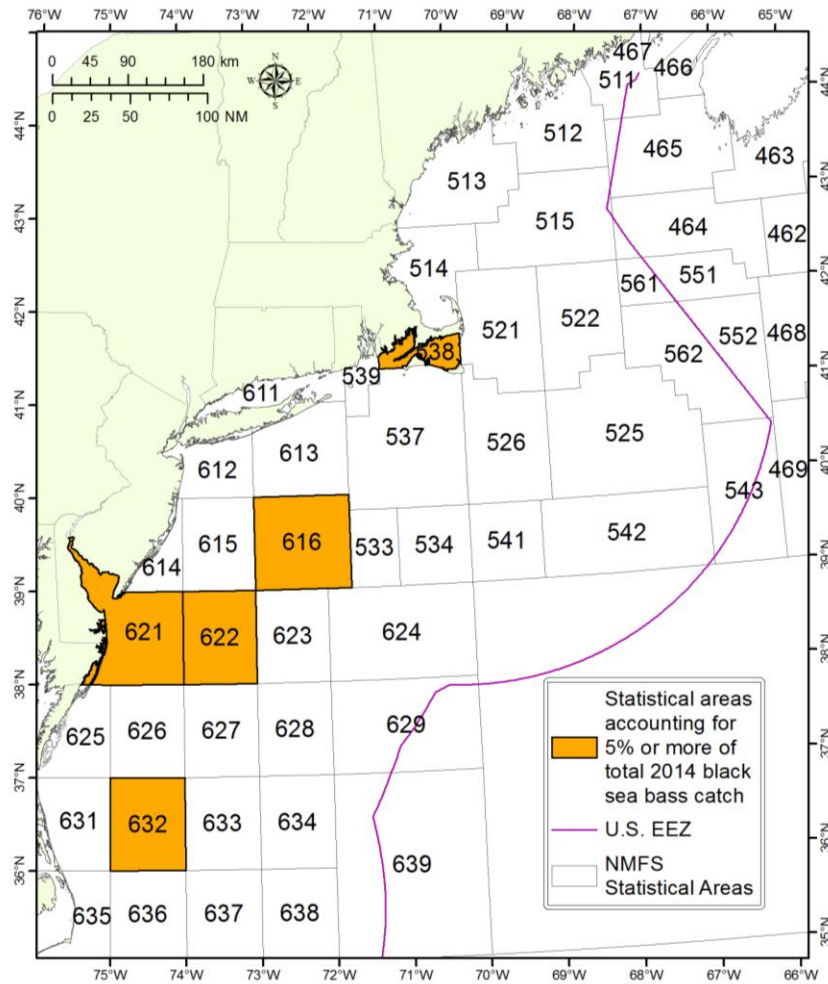 76°W 75°W 74°W 73°W 72°W 71°W 70°W 69°W 68°W 67°W 66°W 65°W
0 45 90 180 km
0 25 50 100 NM
N
W E
S
467
511 466
44°N 44°N
512
465
463
513
43°N 43°N
515
464
462
514
561 551
42°N 42°N
521 522
552 468
538
562
539
41°N 41°N
611
537
526 525
613
612
469
543
40°N 40°N
616
615
533 534 541 542
614
39°N 39°N
621 622 623 624
38°N 38°N
625 626 627 628 629
37°N 37°N
631 632 633 634
639
36°N 36°N
635 636 637 638
35°N
Statistical areas
accounting for
5% or more of
total 2014 black
sea bass catch
U.S. EEZ
NMFS
Statistical Areas
75°W 74°W 73°W 72°W 71°W 70°W 69°W 68°W 67°W 66°W